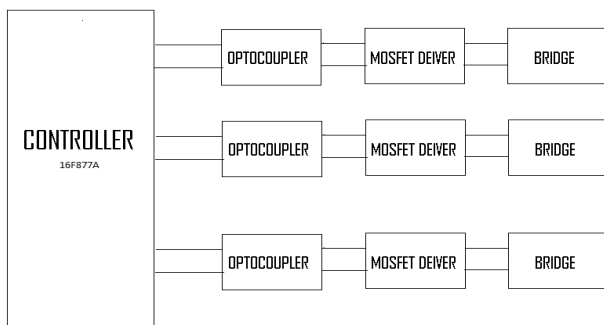 OPTOCOUPLER
MOSFET DEIVER
BRIDGE
CONTROLLER
16F877A
OPTOCOUPLER
MOSFET DEIVER
BRIDGE
OPTOCOUPLER
MOSFET DEIVER
BRIDGE